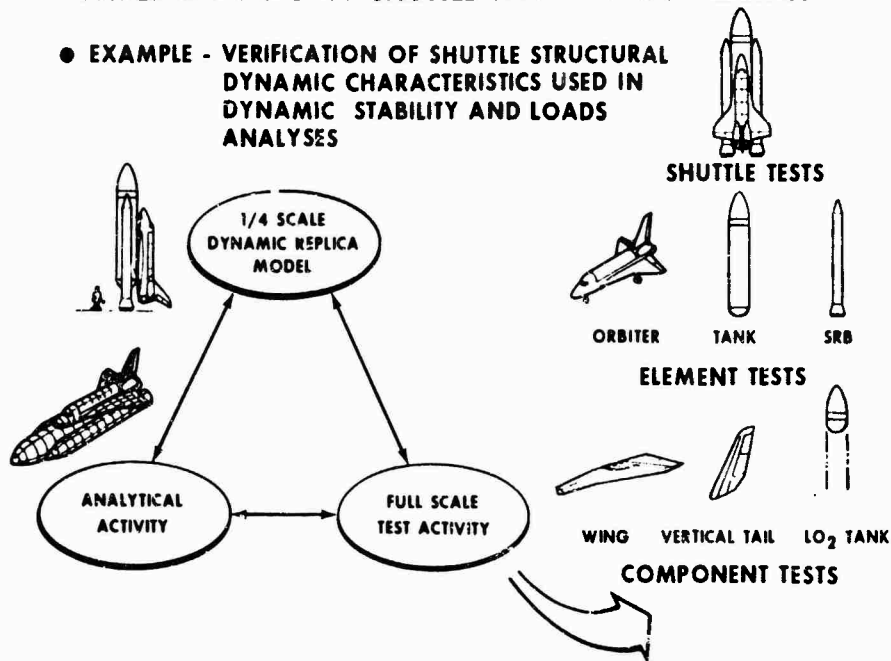 ● EXAMPLE - VERIFICATION OF SHUTTLE STRUCTURAL
DYNAMIC CHARACTERISTICS USED IN
DYNAMIC STABILITY AND LOADS
ANALYSES
SHUTTLE TESTS
1/4 SCALE
DYNAMIC REPLICA
MODEL
ORBITER TANK SRB
ELEMENT TESTS
ANALYTICAL
ACTIVITY
FULL SCALE
TEST ACTIVITY
WING VERTICAL TAIL LO₂ TANK
COMPONENT TESTS